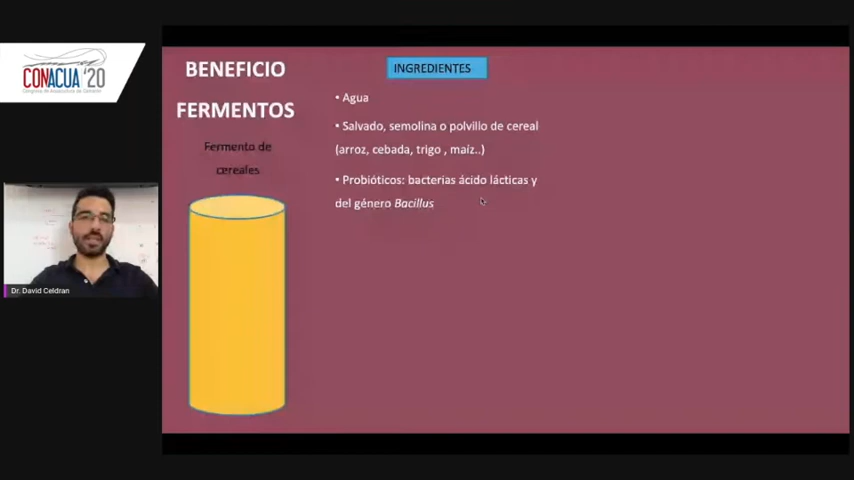 CONACUA '20
BENEFICIO
FERMENTOS
Fermento de
cereales
INGREDIENTES
• Agua
• Salvado, semolina o polvillo de cereal
(arroz, cebada, trigo , maíz..)
• Probióticos: bacterias ácido lácticas y
del género Bacillus
Dr. David Celdran